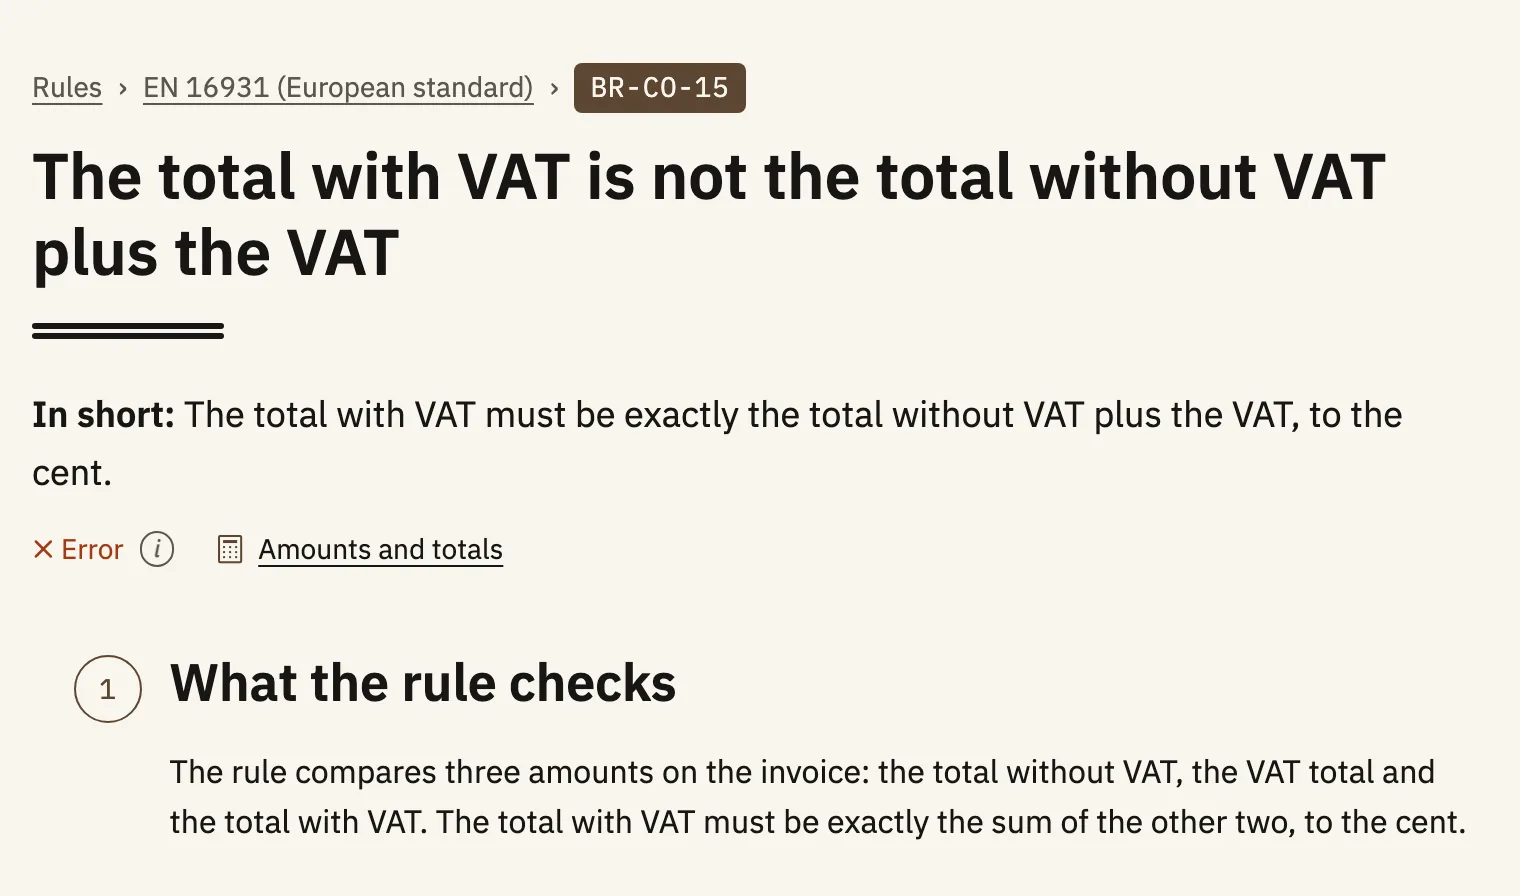 Rules › EN 16931 (European standard) › BR-CO-15
The total with VAT is not the total without VAT
plus the VAT
In short: The total with VAT must be exactly the total without VAT plus the VAT, to the
cent.
× Error i Amounts and totals
1 What the rule checks
The rule compares three amounts on the invoice: the total without VAT, the VAT total and
the total with VAT. The total with VAT must be exactly the sum of the other two, to the cent.